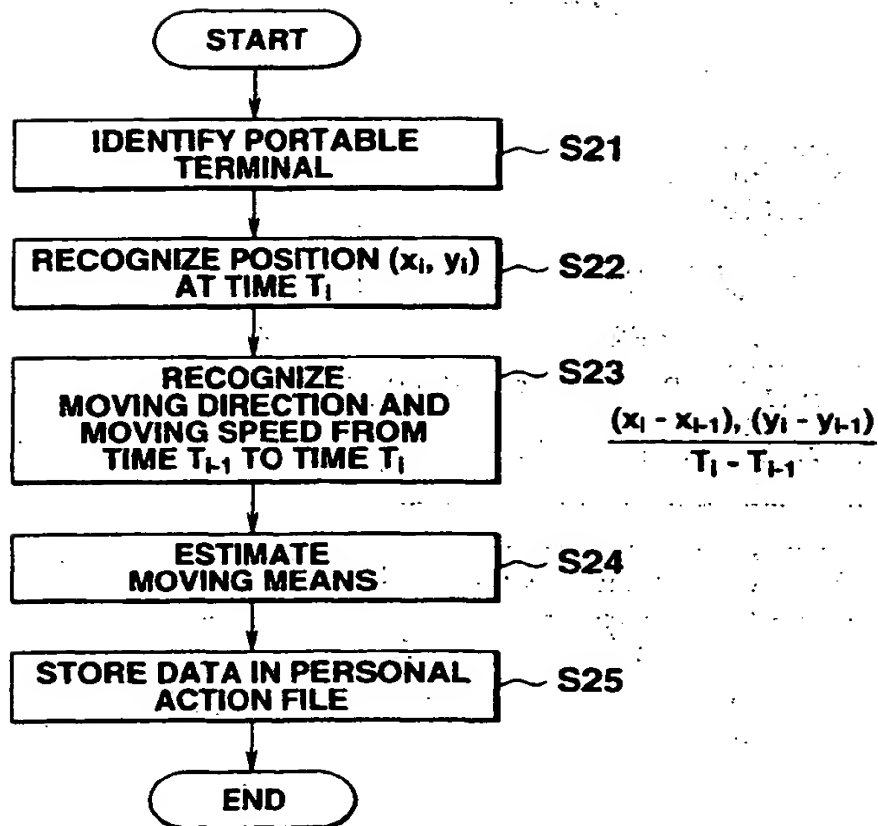 START
IDENTIFY PORTABLE
TERMINAL
S21
RECOGNIZE POSITION (xᵢ, yᵢ)
AT TIME Tᵢ
S22
RECOGNIZE
MOVING DIRECTION AND
MOVING SPEED FROM
TIME Tᵢ₋₁ TO TIME Tᵢ
S23
(xᵢ - xᵢ₋₁), (yᵢ - yᵢ₋₁)
Tᵢ - Tᵢ₋₁
ESTIMATE
MOVING MEANS
S24
STORE DATA IN PERSONAL
ACTION FILE
S25
END